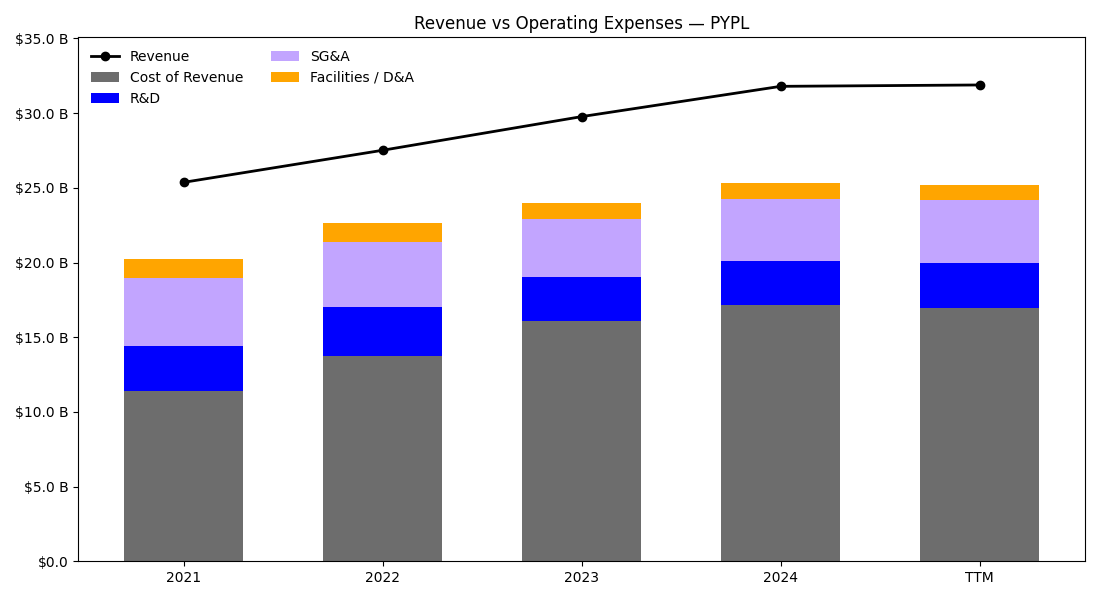 Revenue vs Operating Expenses — PYPL
$35.0 B
$30.0 B
$25.0 B
$20.0 B
$15.0 B
$10.0 B
$5.0 B
$0.0
Revenue
Cost of Revenue
R&D
SG&A
Facilities / D&A
2021
2022
2023
2024
TTM